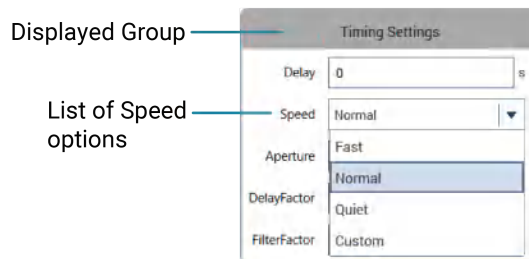 Displayed Group
Timing Settings
Delay 0 s
List of Speed options
Speed Normal
Aperture Fast
Normal
DelayFactor
Quiet
FilterFactor Custom